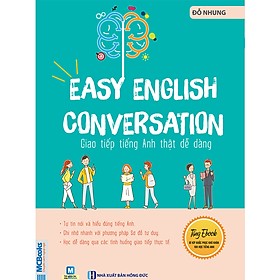 ĐỖ NHUNG
EASY ENGLISH
CONVERSATION
Giao tiếp tiếng Anh thật dễ dàng
• Tự tin nói và hiểu đúng tiếng Anh
• Ghi nhớ nhanh với phương pháp Sơ đồ tư duy
• Học dễ dàng qua các tình huống giao tiếp thực tế
Tặng Ebook
MCBooks
NHÀ XUẤT BẢN HỒNG ĐỨC